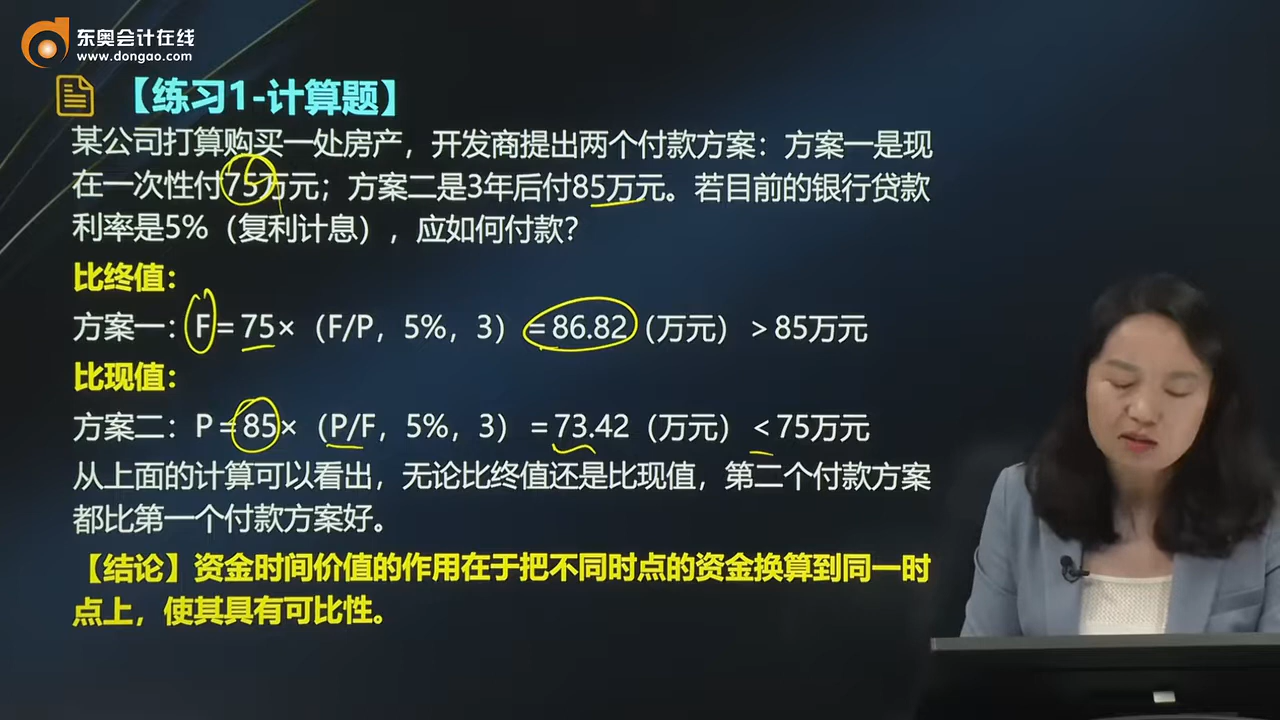 东奥会计在线
www.dongao.com
【练习1-计算题】
某公司打算购买一处房产，开发商提出两个付款方案：方案一是现
在一次性付75万元；方案二是3年后付85万元。若目前的银行贷款
利率是5%（复利计息），应如何付款？
比终值：
方案一：F＝75×（F/P，5%，3）＝86.82（万元）＞85万元
比现值：
方案二：P＝85×（P/F，5%，3）＝73.42（万元）＜75万元
从上面的计算可以看出，无论比终值还是比现值，第二个付款方案
都比第一个付款方案好。
【结论】资金时间价值的作用在于把不同时点的资金换算到同一时
点上，使其具有可比性。